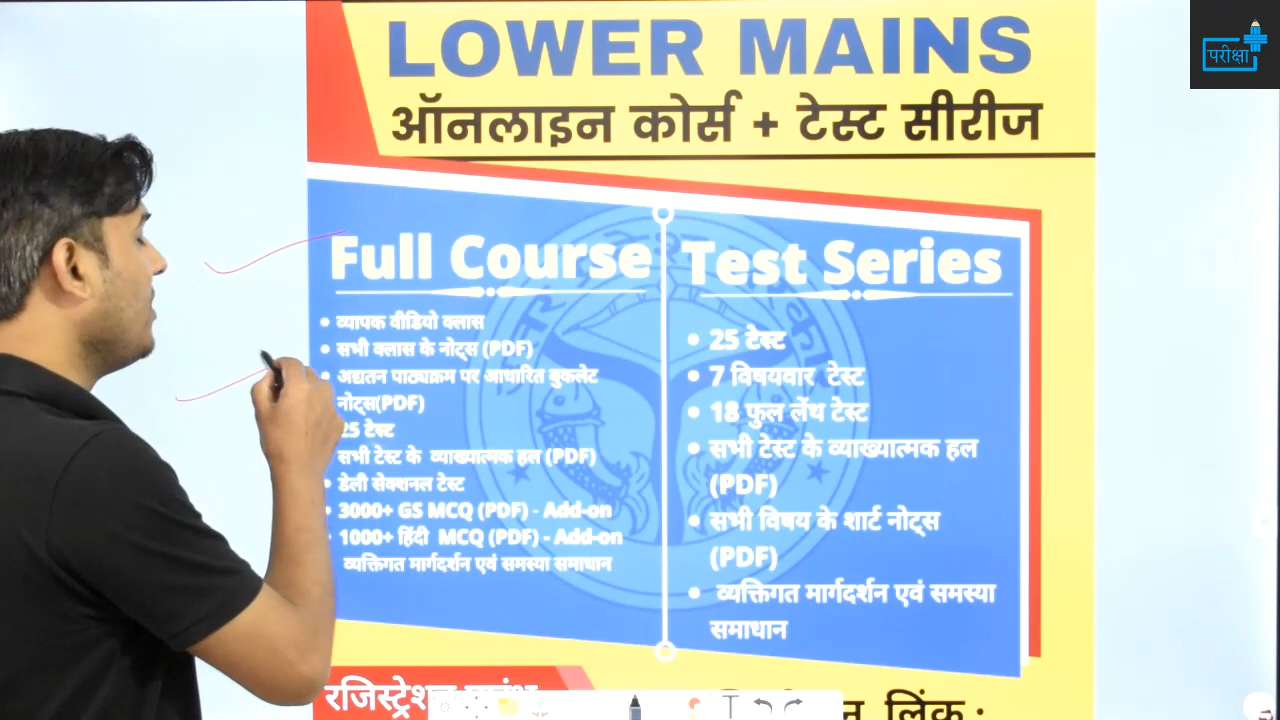 परीक्षा
LOWER MAINS
ऑनलाइन कोर्स + टेस्ट सीरीज
Full Course
• व्यापक वीडियो क्लास
• सभी क्लास के नोट्स (PDF)
• अद्यतन पाठ्यक्रम पर आधारित बुकलेट
नोट्स(PDF)
25 टेस्ट
सभी टेस्ट के व्याख्यात्मक हल (PDF)
• डेली सेक्शनल टेस्ट
• 3000+ GS MCQ (PDF) - Add-on
• 1000+ हिंदी MCQ (PDF) - Add-on
व्यक्तिगत मार्गदर्शन एवं समस्या समाधान
Test Series
• 25 टेस्ट
• 7 विषयवार टेस्ट
• 18 फुल लेंथ टेस्ट
• सभी टेस्ट के व्याख्यात्मक हल
(PDF)
• सभी विषय के शार्ट नोट्स
(PDF)
• व्यक्तिगत मार्गदर्शन एवं समस्या
समाधान
लिंक :